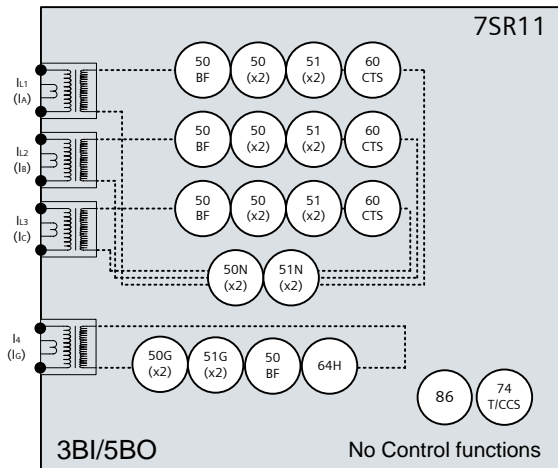 7SR11
IL1
(IA)
50
BF
50
(x2)
51
(x2)
60
CTS
IL2
(IB)
50
BF
50
(x2)
51
(x2)
60
CTS
IL3
(IC)
50
BF
50
(x2)
51
(x2)
60
CTS
50N
(x2)
51N
(x2)
I4
(IG)
50G
(x2)
51G
(x2)
50
BF
64H
86
74
T/CCS
3BI/5BO
No Control functions